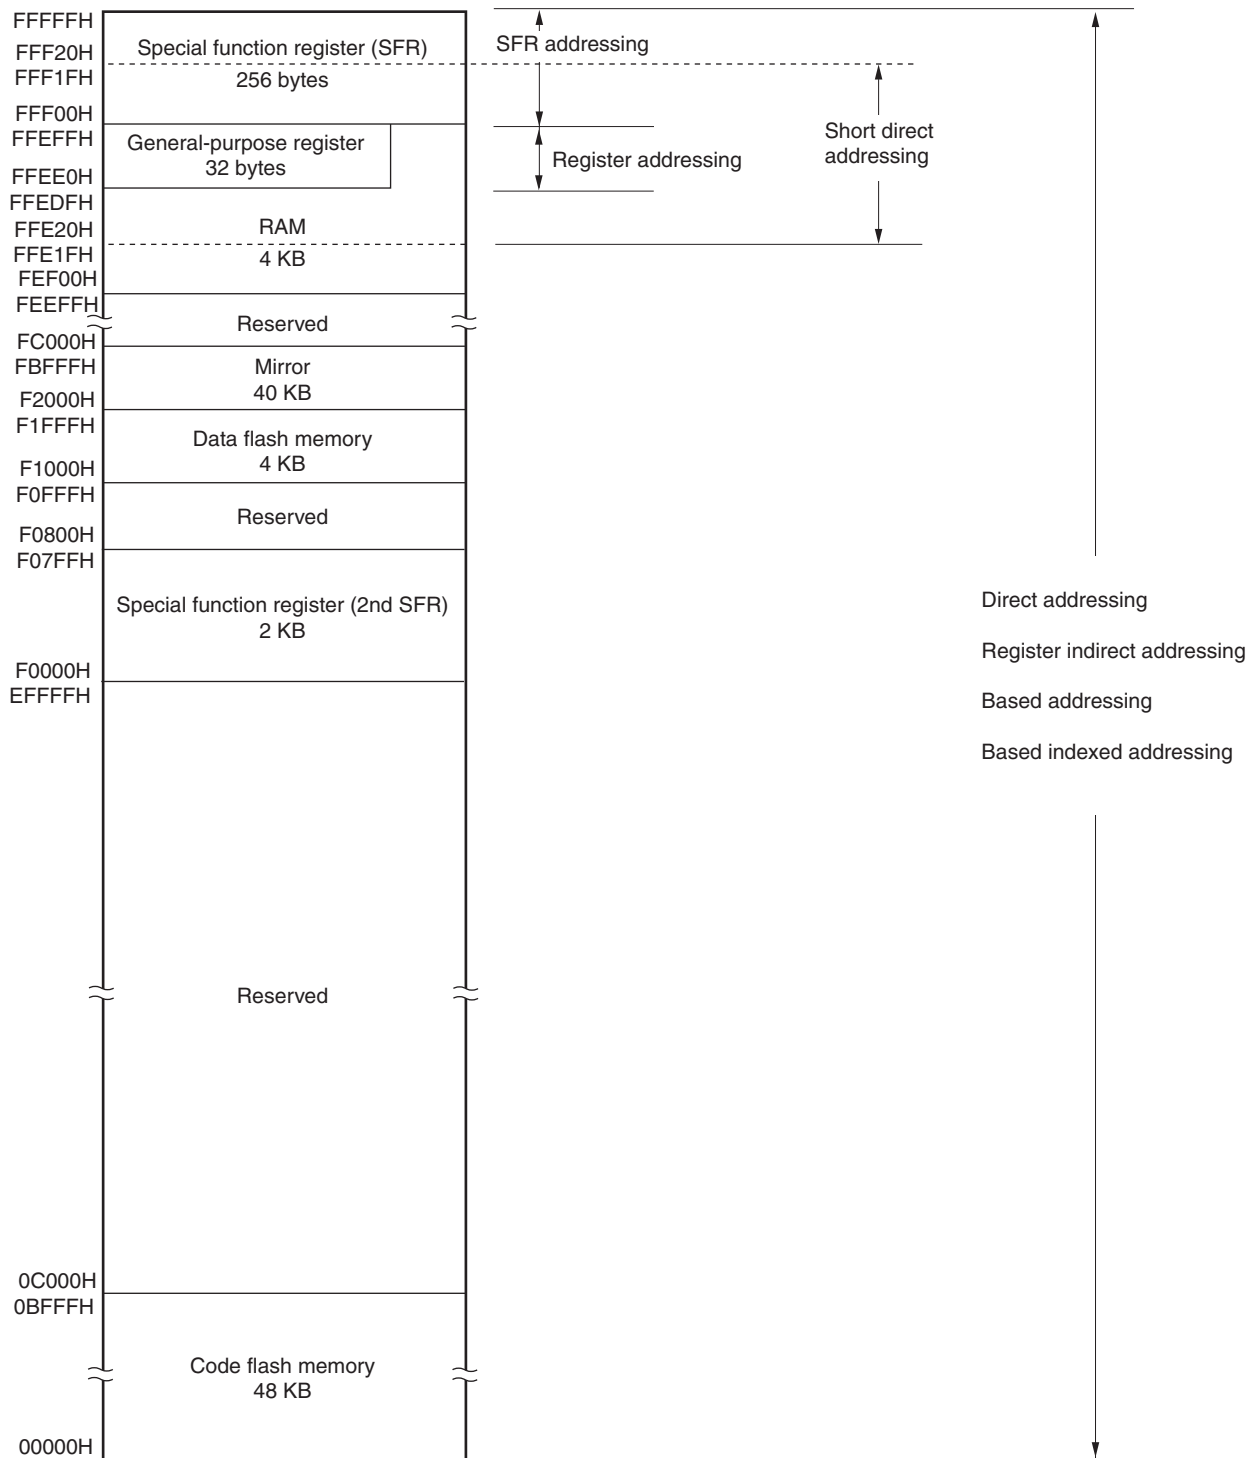 FFFFFH
SFR addressing
FFF20H
Special function register (SFR)
FFF1FH
256 bytes
FFF00H
FFEFFH
General-purpose register
32 bytes
Register addressing
Short direct
addressing
FFEE0H
FFEDFH
FFE20H
RAM
FFE1FH
4 KB
FEF00H
FEEFFH
Reserved
FC000H
FBFFFH
Mirror
40 KB
F2000H
F1FFFH
Data flash memory
4 KB
F1000H
F0FFFH
Reserved
F0800H
F07FFH
Special function register (2nd SFR)
2 KB
Direct addressing
Register indirect addressing
Based addressing
Based indexed addressing
F0000H
EFFFFH
Reserved
0C000H
0BFFFH
Code flash memory
48 KB
00000H